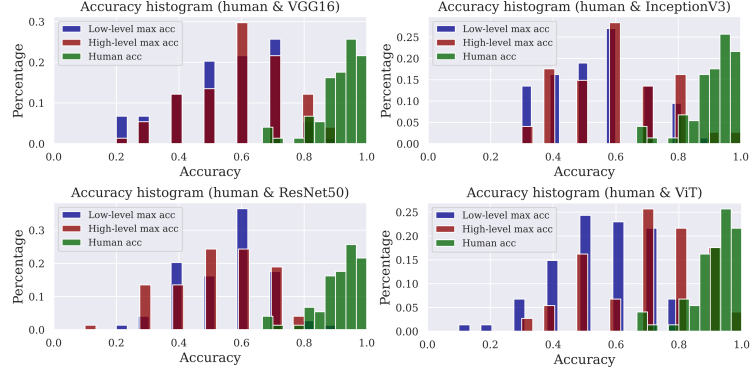 Accuracy histogram (human & VGG16)
Percentage
0.3
0.2
0.1
0.0
Low-level max acc
High-level max acc
Human acc
0.0 0.2 0.4 0.6 0.8 1.0
Accuracy
Accuracy histogram (human & InceptionV3)
Percentage
0.25
0.20
0.15
0.10
0.05
0.00
Low-level max acc
High-level max acc
Human acc
0.0 0.2 0.4 0.6 0.8 1.0
Accuracy
Accuracy histogram (human & ResNet50)
Percentage
0.3
0.2
0.1
0.0
Low-level max acc
High-level max acc
Human acc
0.0 0.2 0.4 0.6 0.8 1.0
Accuracy
Accuracy histogram (human & ViT)
Percentage
0.25
0.20
0.15
0.10
0.05
0.00
Low-level max acc
High-level max acc
Human acc
0.0 0.2 0.4 0.6 0.8 1.0
Accuracy